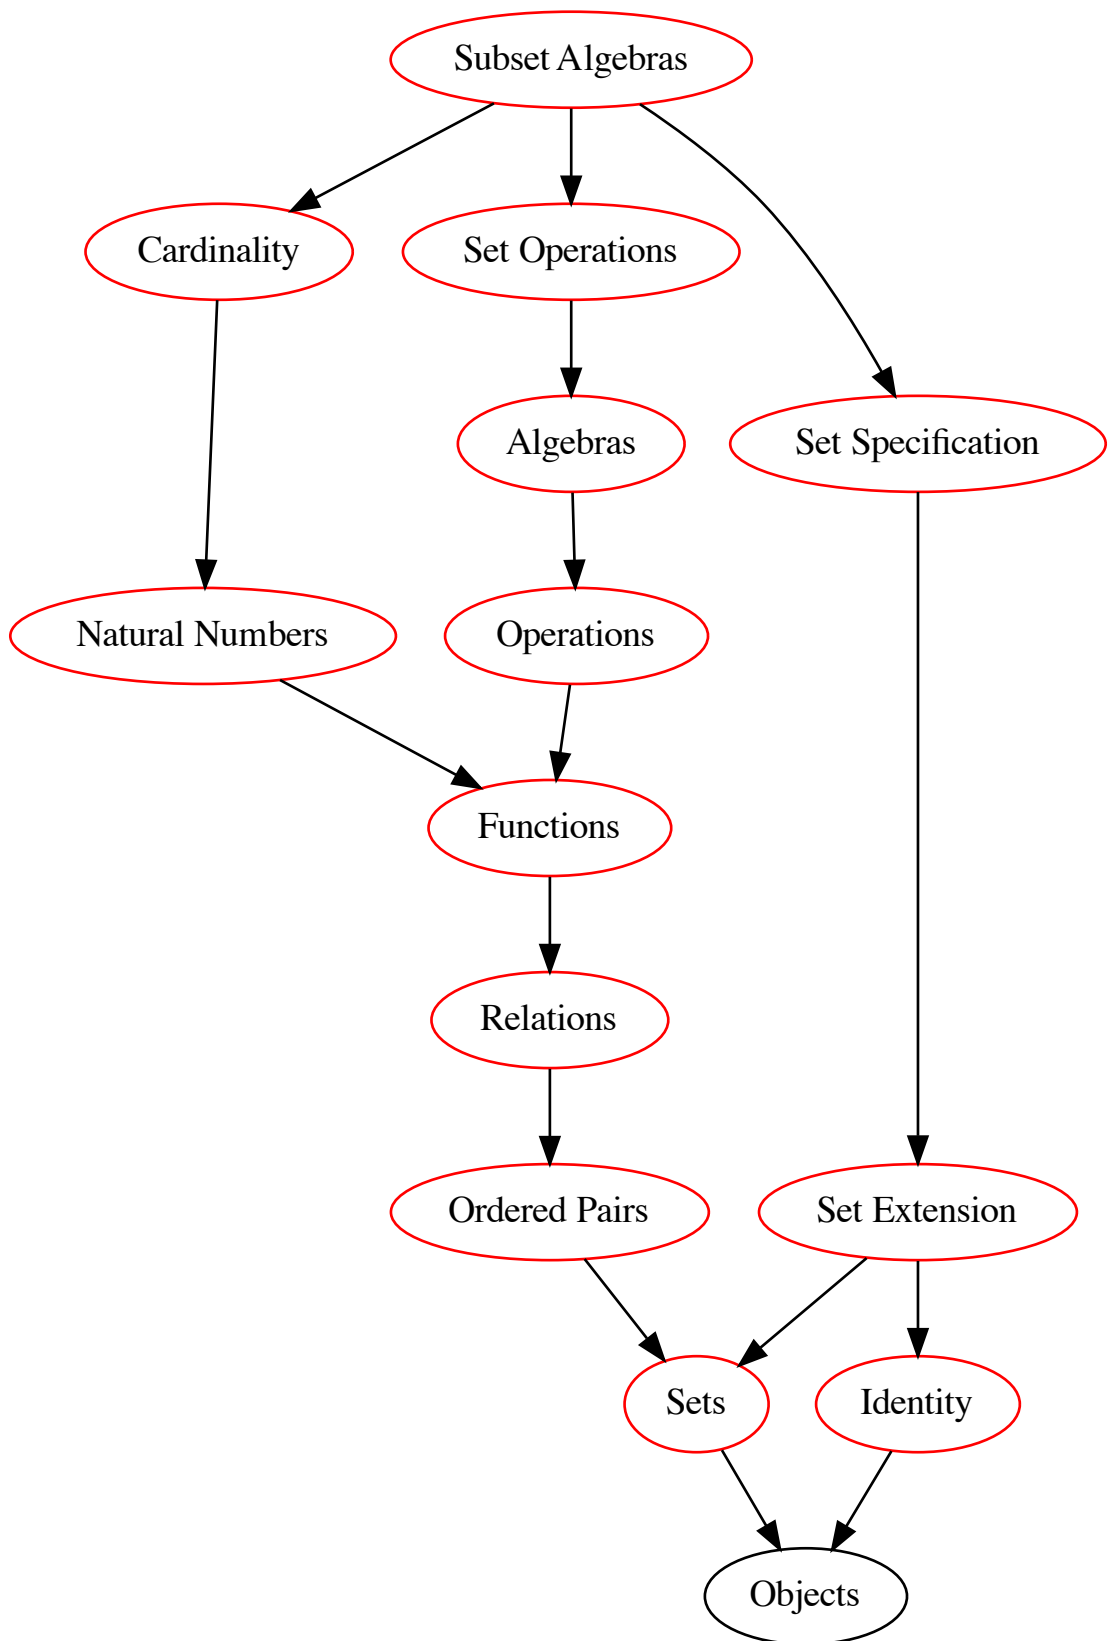 Subset Algebras
Cardinality
Set Operations
Algebras
Set Specification
Natural Numbers
Operations
Functions
Relations
Ordered Pairs
Set Extension
Sets
Identity
Objects